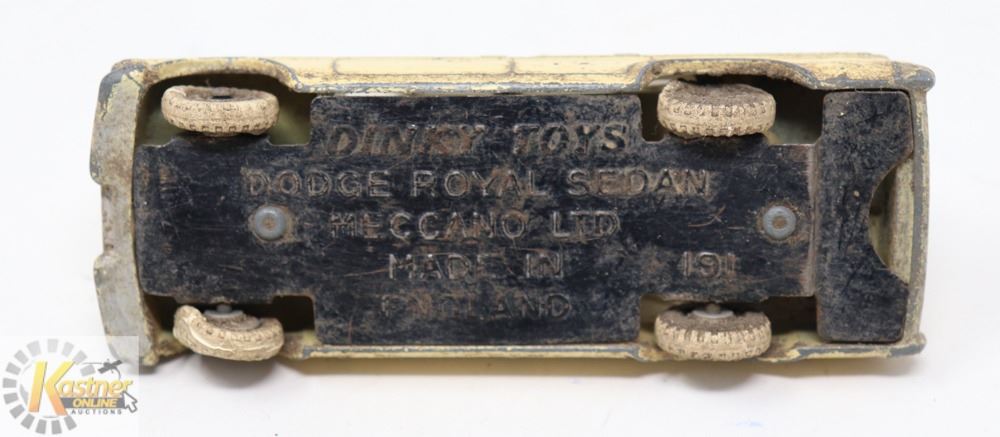 DINKY TOYS
DODGE ROYAL SEDAN
MECCANO LTD
MADE IN 191
ENGLAND
Kastner
ONLINE
AUCTIONS